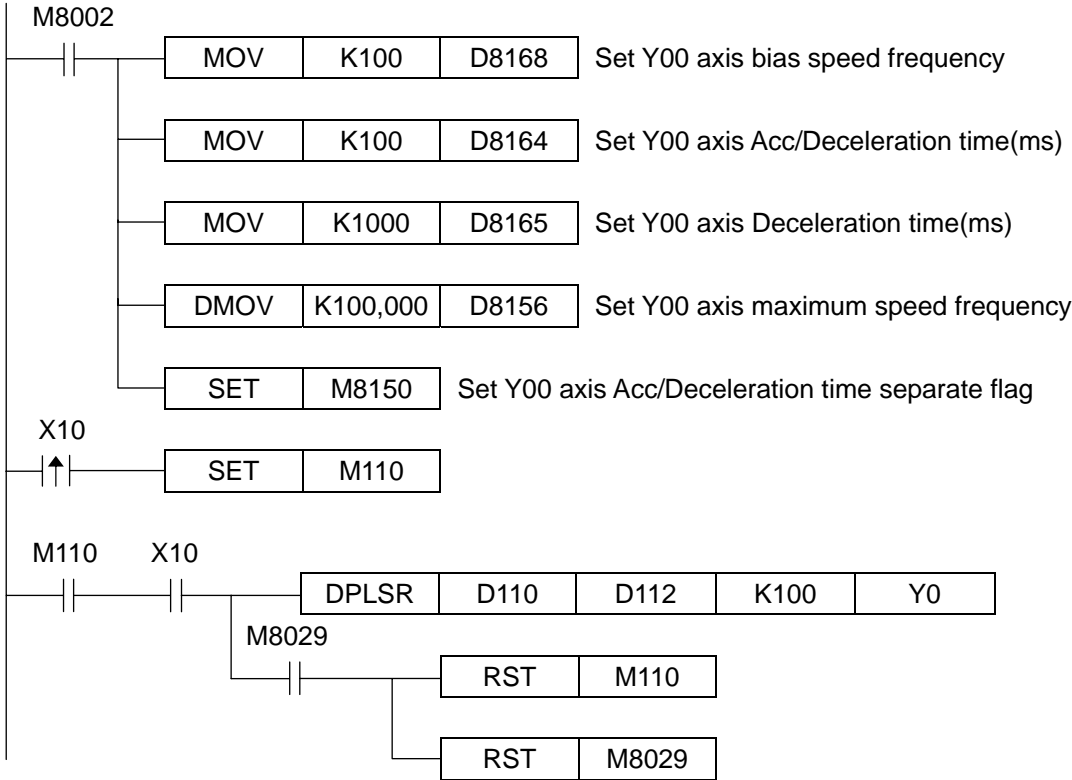 M8002
MOV K100 D8168 Set Y00 axis bias speed frequency
MOV K100 D8164 Set Y00 axis Acc/Deceleration time(ms)
MOV K1000 D8165 Set Y00 axis Deceleration time(ms)
DMOV K100,000 D8156 Set Y00 axis maximum speed frequency
SET M8150 Set Y00 axis Acc/Deceleration time separate flag
X10
SET M110
M110 X10
DPLSR D110 D112 K100 Y0
M8029
RST M110
RST M8029